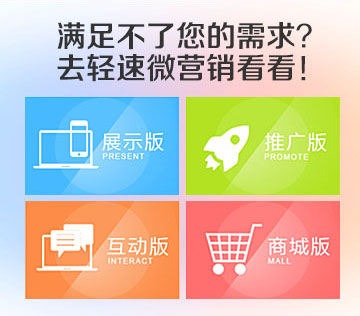 满足不了您的需求?
去轻速微营销看看!
展示版
PRESENT
推广版
PROMOTE
互动版
INTERACT
商城版
MALL